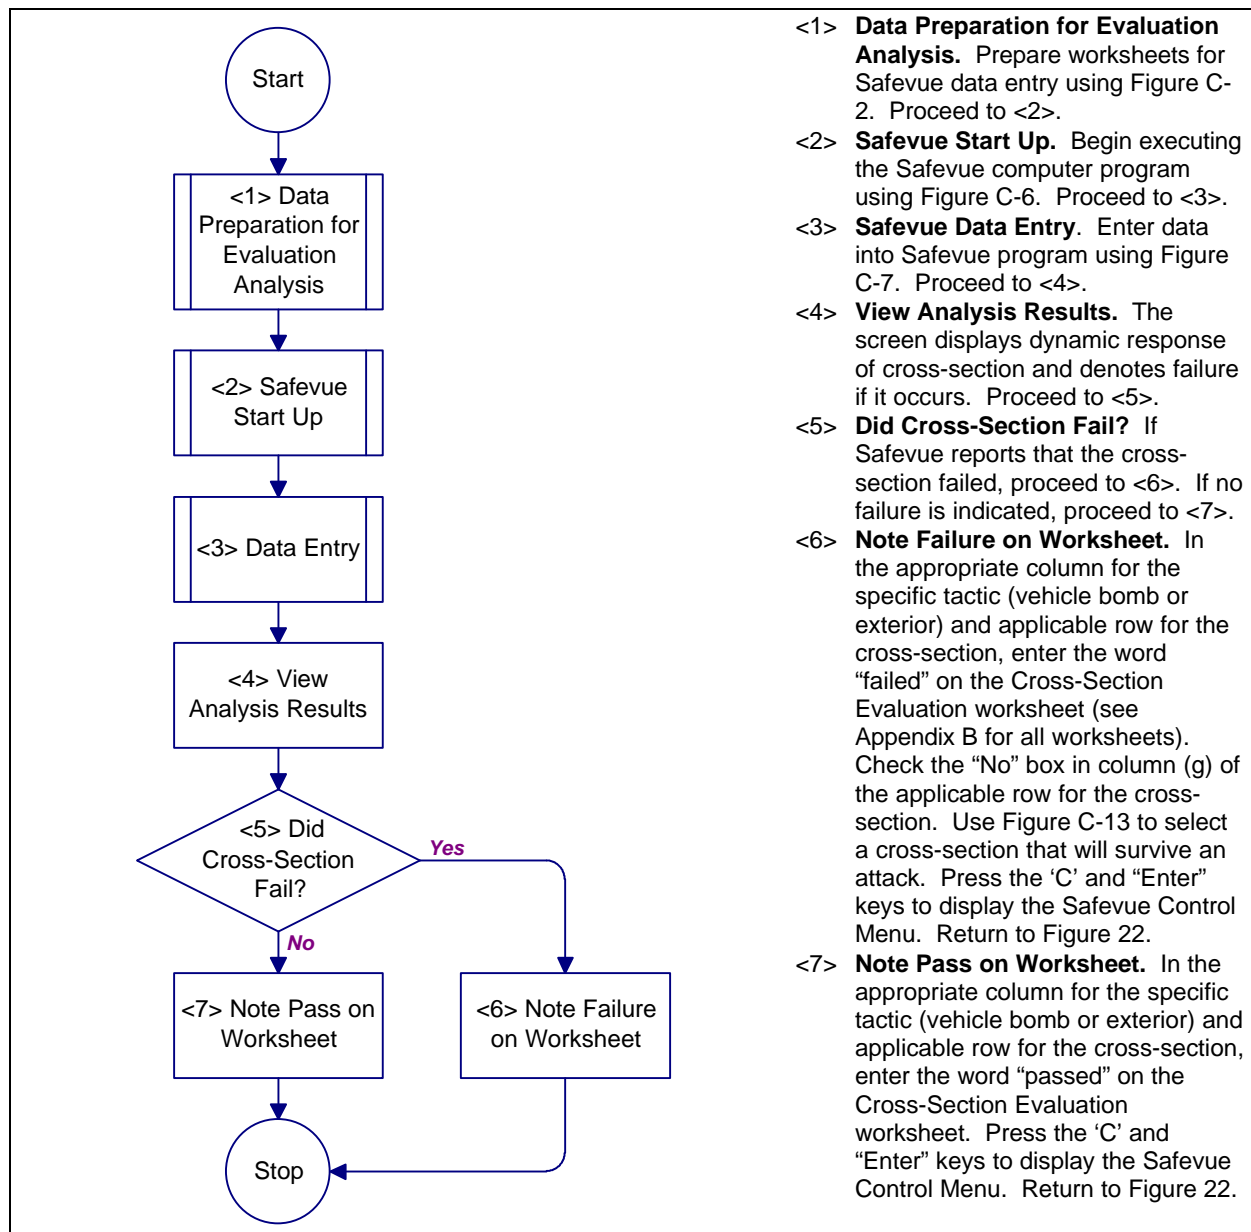 Start
<1> Data
Preparation for
Evaluation
Analysis
<2> Safevue
Start Up
<3> Data Entry
<4> View
Analysis Results
<5> Did
Cross-Section
Fail?
Yes
No
<7> Note Pass on
Worksheet
<6> Note Failure
on Worksheet
Stop
<1> Data Preparation for Evaluation
Analysis. Prepare worksheets for
Safevue data entry using Figure C-
2. Proceed to <2>.
<2> Safevue Start Up. Begin executing
the Safevue computer program
using Figure C-6. Proceed to <3>.
<3> Safevue Data Entry. Enter data
into Safevue program using Figure
C-7. Proceed to <4>.
<4> View Analysis Results. The
screen displays dynamic response
of cross-section and denotes failure
if it occurs. Proceed to <5>.
<5> Did Cross-Section Fail? If
Safevue reports that the cross-
section failed, proceed to <6>. If no
failure is indicated, proceed to <7>.
<6> Note Failure on Worksheet. In
the appropriate column for the
specific tactic (vehicle bomb or
exterior) and applicable row for the
cross-section, enter the word
“failed” on the Cross-Section
Evaluation worksheet (see
Appendix B for all worksheets).
Check the “No” box in column (g) of
the applicable row for the cross-
section. Use Figure C-13 to select
a cross-section that will survive an
attack. Press the ‘C’ and “Enter”
keys to display the Safevue Control
Menu. Return to Figure 22.
<7> Note Pass on Worksheet. In the
appropriate column for the specific
tactic (vehicle bomb or exterior) and
applicable row for the cross-section,
enter the word “passed” on the
Cross-Section Evaluation
worksheet. Press the ‘C’ and
“Enter” keys to display the Safevue
Control Menu. Return to Figure 22.